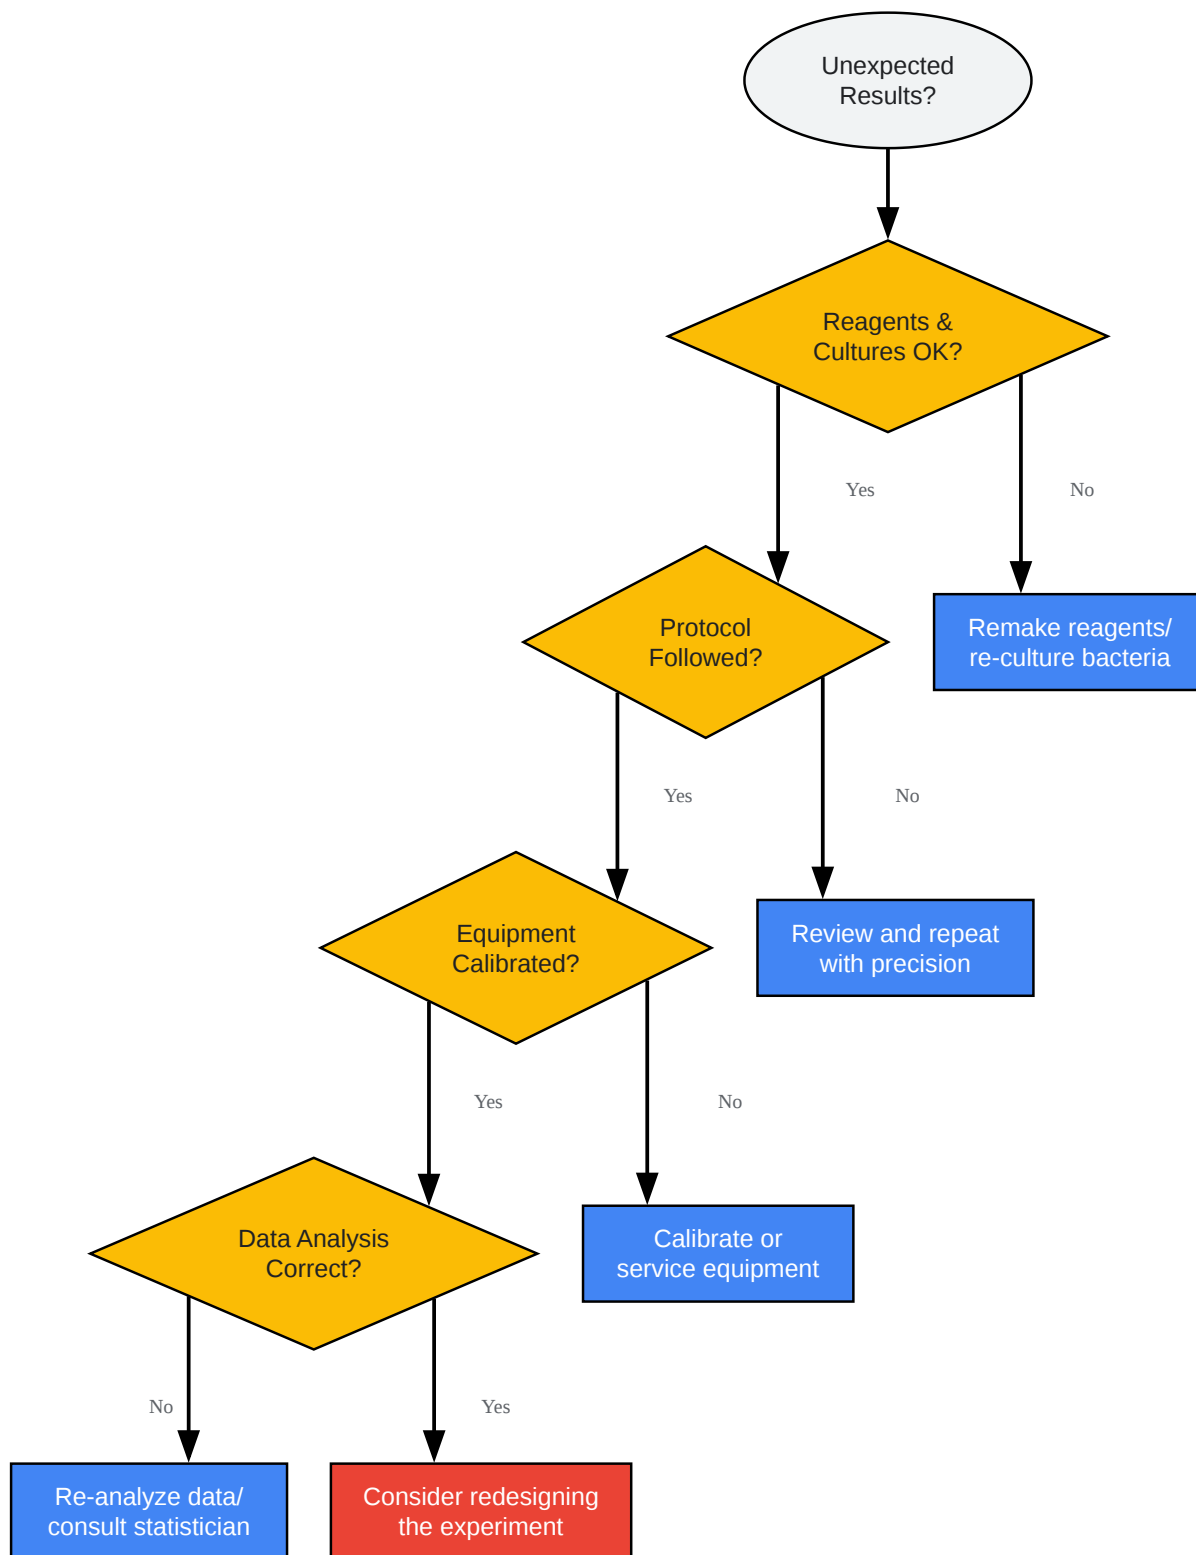 Unexpected
Results?
Reagents &
Cultures OK?
Yes
No
Protocol
Followed?
Remake reagents/
re-culture bacteria
Yes
No
Equipment
Calibrated?
Review and repeat
with precision
Yes
No
Data Analysis
Correct?
Calibrate or
service equipment
No
Yes
Re-analyze data/
consult statistician
Consider redesigning
the experiment